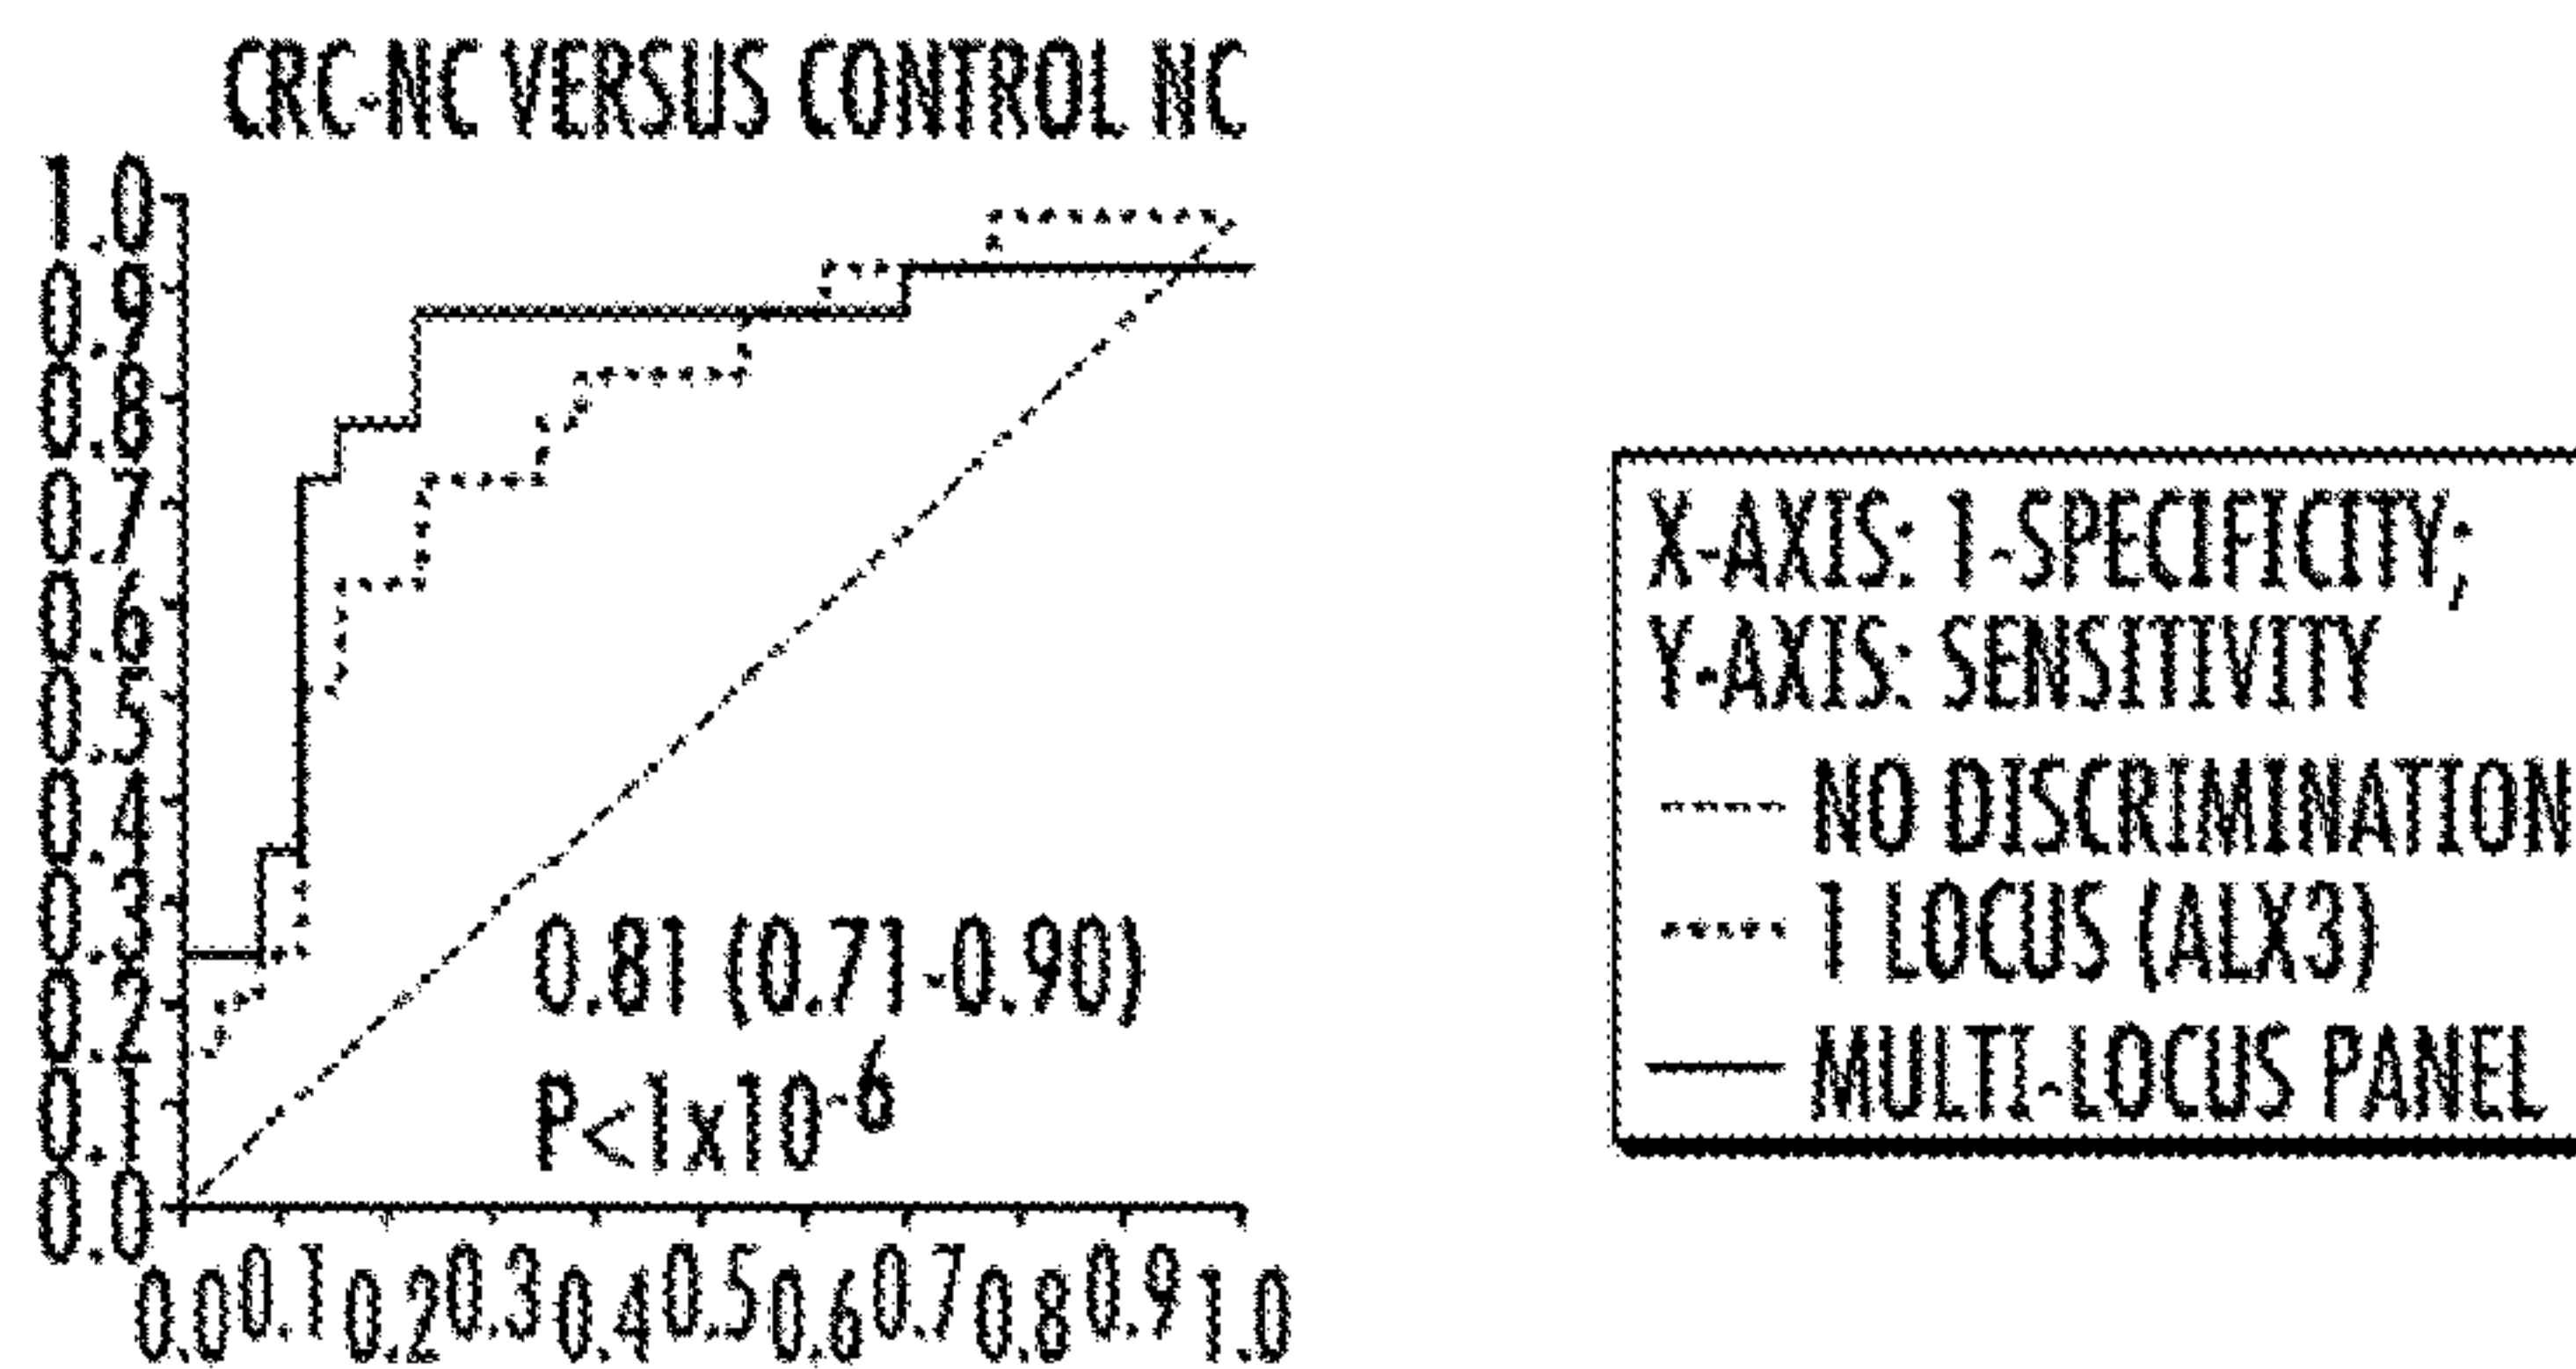 CRC-NC VERSUS CONTROL NC
1.0
0.9
0.8
0.7
0.6
0.5
0.4
0.3
0.2
0.1
0.0
0.81 (0.71-0.90)
P<1x10⁻⁶
0.0 0.1 0.2 0.3 0.4 0.5 0.6 0.7 0.8 0.9 1.0
X-AXIS: 1-SPECIFICITY;
Y-AXIS: SENSITIVITY
NO DISCRIMINATION
1 LOCUS (ALX3)
MULTI-LOCUS PANEL